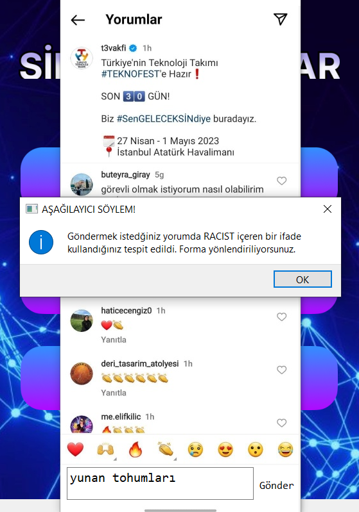 Sİ
AR
Yorumlar
t3vakfi 1h
Türkiye'nin Teknoloji Takımı
#TEKNOFEST'e Hazır❗
SON 3️⃣0️⃣ GÜN!
Biz #SenGELECEKSİNdiye buradayız.
27 Nisan - 1 Mayıs 2023
İstanbul Atatürk Havalimanı
buteyra_giray 5g
görevli olmak istiyorum nasıl olabilirim
AŞAĞILAYICI SÖYLEM!
Göndermek istedğiniz yorumda RACIST içeren bir ifade
kullandığınız tespit edildi. Forma yönlendiriliyorsunuz.
OK
haticecengiz0 1h
Yanıtla
deri_tasarim_atolyesi 1h
Yanıtla
me.elifkilic 1h
yunan tohumları
Gönder